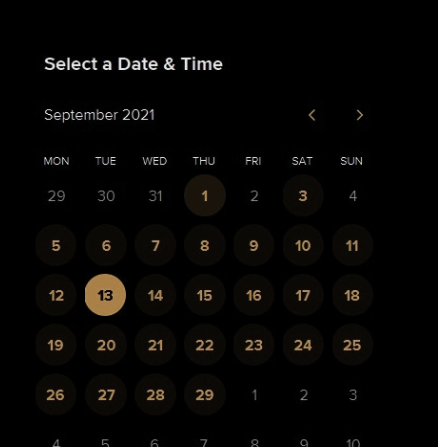 Select a Date & Time
September 2021
MON TUE WED THU FRI SAT SUN
29 30 31 1 2 3 4
5 6 7 8 9 10 11
12 13 14 15 16 17 18
19 20 21 22 23 24 25
26 27 28 29 1 2 3
4 5 6 7 8 9 10